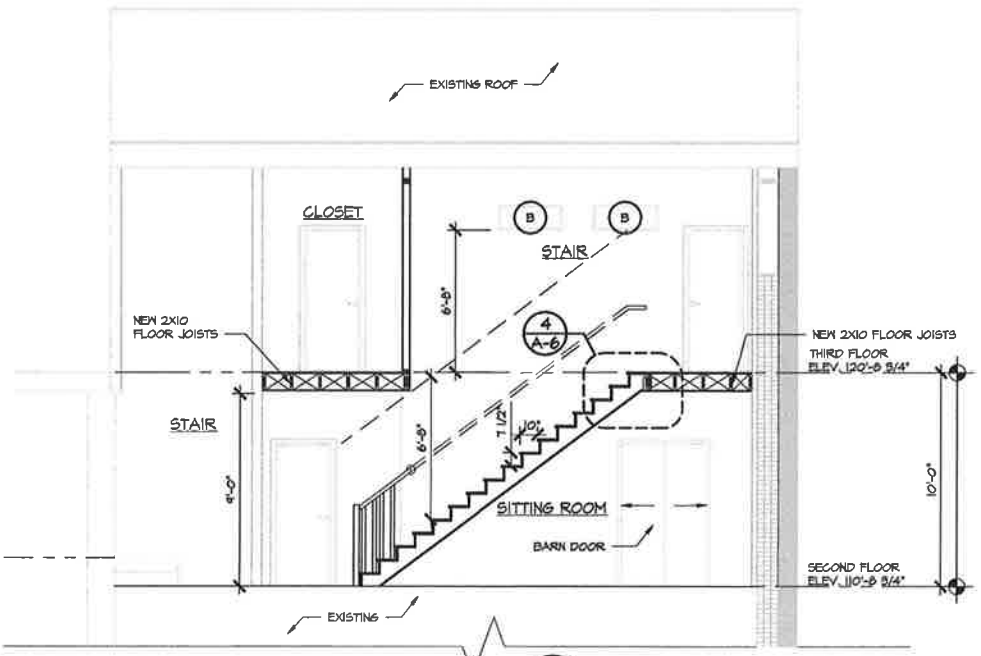 EXISTING ROOF
CLOSET
B
B
STAIR
6'-8"
4
A-6
NEW 2X10
FLOOR JOISTS
NEW 2X10 FLOOR JOISTS
THIRD FLOOR
ELEV. 120'-8 3/4"
STAIR
6'-8"
7 1/2"
10"
9'-0"
10'-0"
SITTING ROOM
BARN DOOR
SECOND FLOOR
ELEV. 110'-8 3/4"
EXISTING